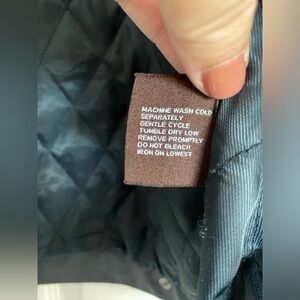 MACHINE WASH COLD
SEPARATELY
GENTLE CYCLE
TUMBLE DRY LOW
REMOVE PROMPTLY
DO NOT BLEACH
IRON ON LOWEST